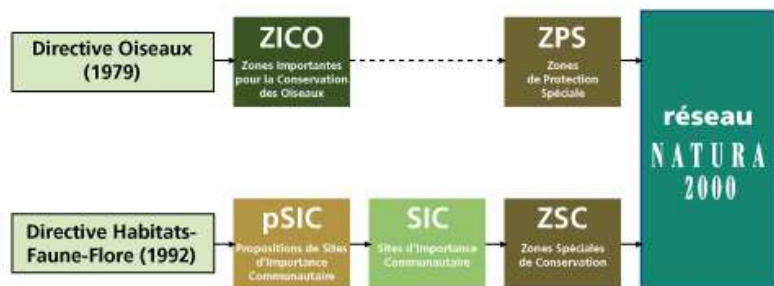 Directive Oiseaux
(1979)
ZICO
Zones Importantes
pour la Conservation
des Oiseaux
ZPS
Zones
de Protection
Spéciale
réseau
NATURA
2000
Directive Habitats-
Faune-Flore (1992)
pSIC
Propositions de Sites
d'Importance
Communautaire
SIC
Sites d'Importance
Communautaire
ZSC
Zones Spéciales
de Conservation